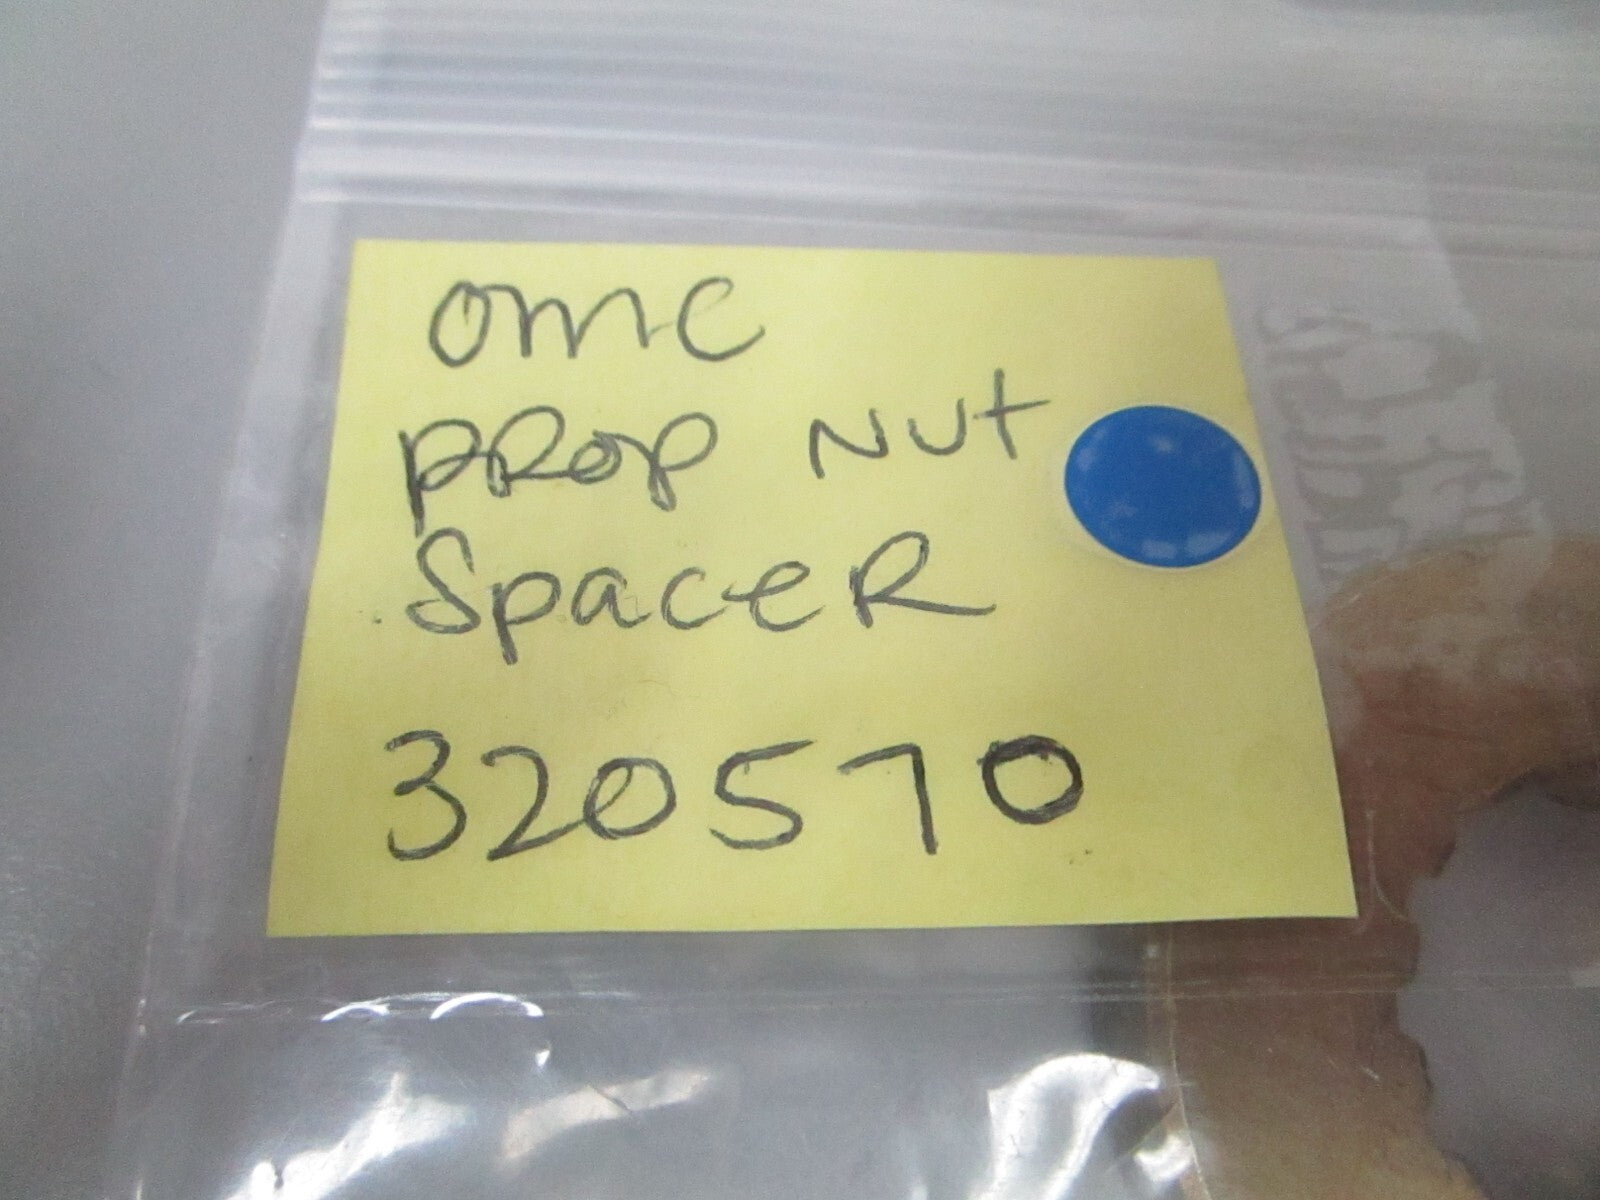 omc
PROP NUt
SpaceR
320570